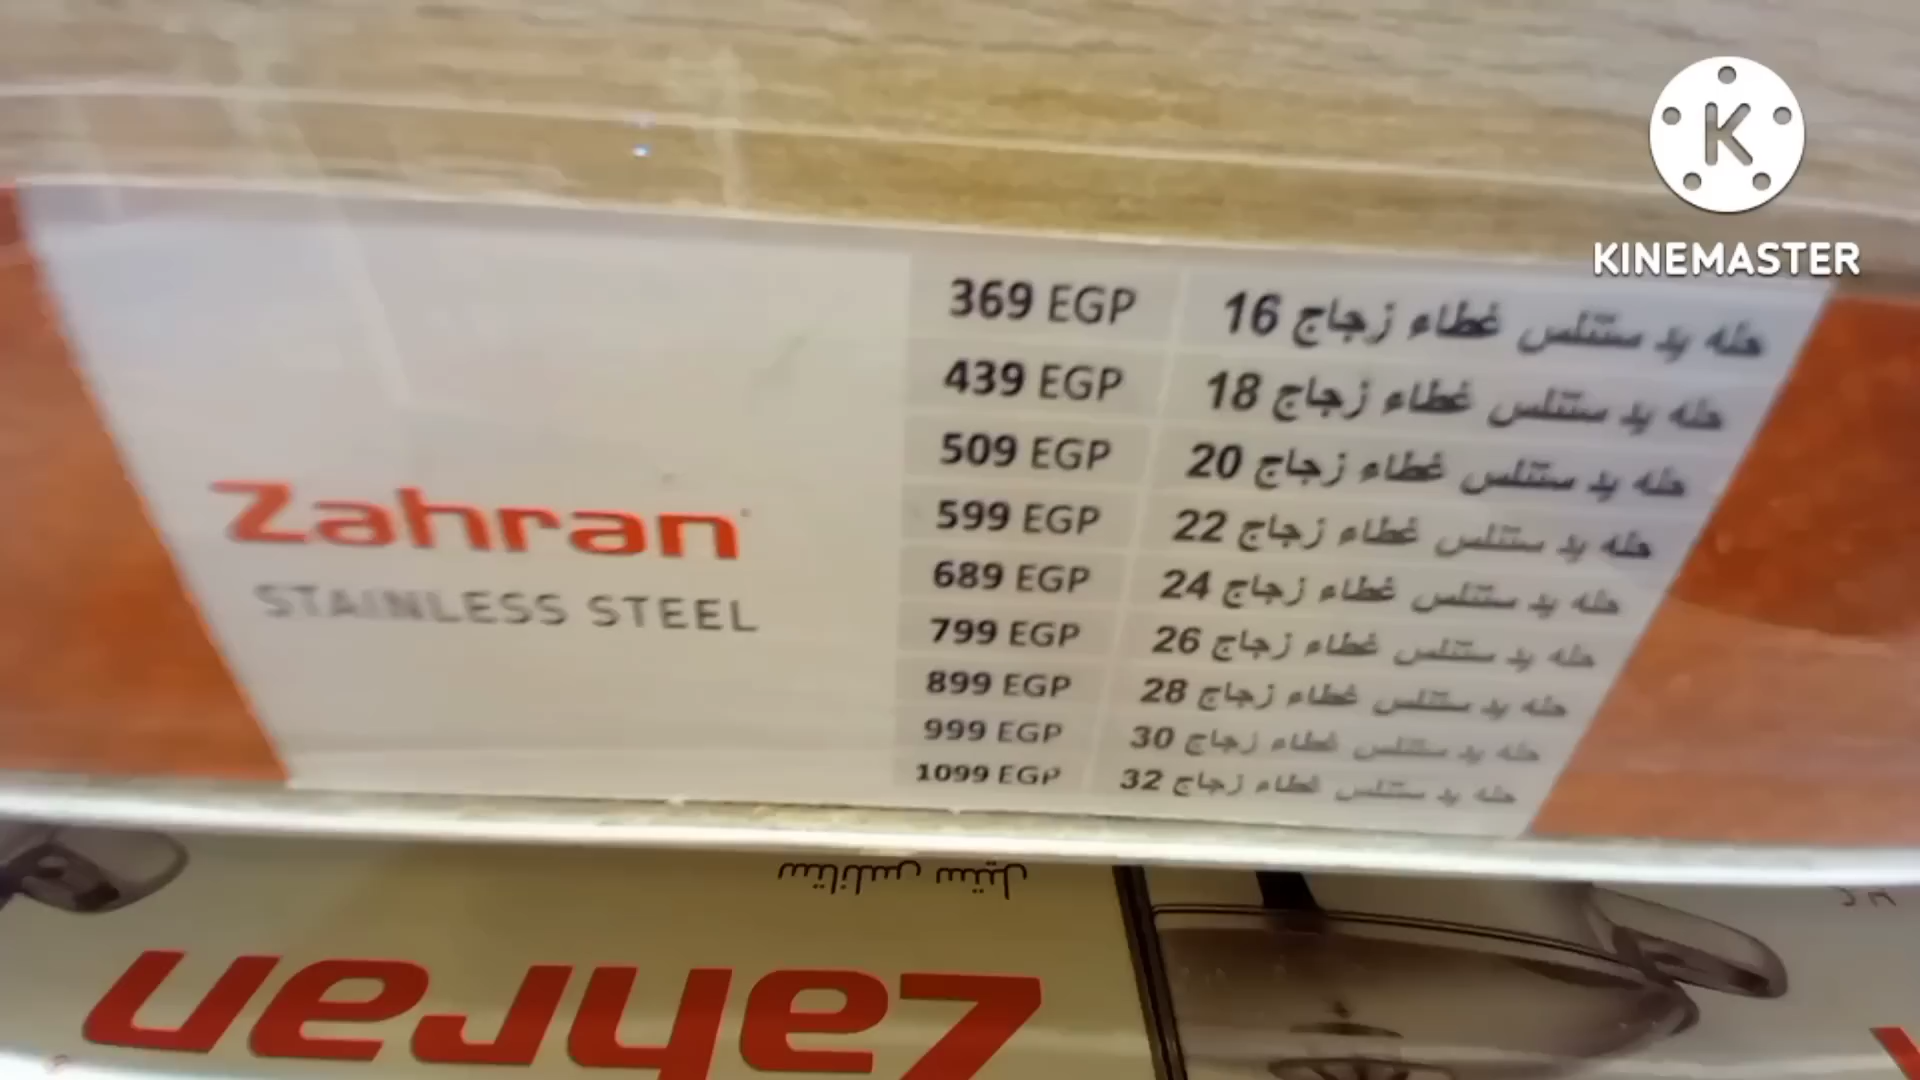 KINEMASTER
Zahran
STAINLESS STEEL
حله يد ستنلس غطاء زجاج 16 369 EGP
حله يد ستنلس غطاء زجاج 18 439 EGP
حله يد ستنلس غطاء زجاج 20 509 EGP
حله يد ستنلس غطاء زجاج 22 599 EGP
حله يد ستنلس غطاء زجاج 24 689 EGP
حله يد ستنلس غطاء زجاج 26 799 EGP
حله يد ستنلس غطاء زجاج 28 899 EGP
حله يد ستنلس غطاء زجاج 30 999 EGP
حله يد ستنلس غطاء زجاج 32 1099 EGP
ستانلس ستيل
Zahran